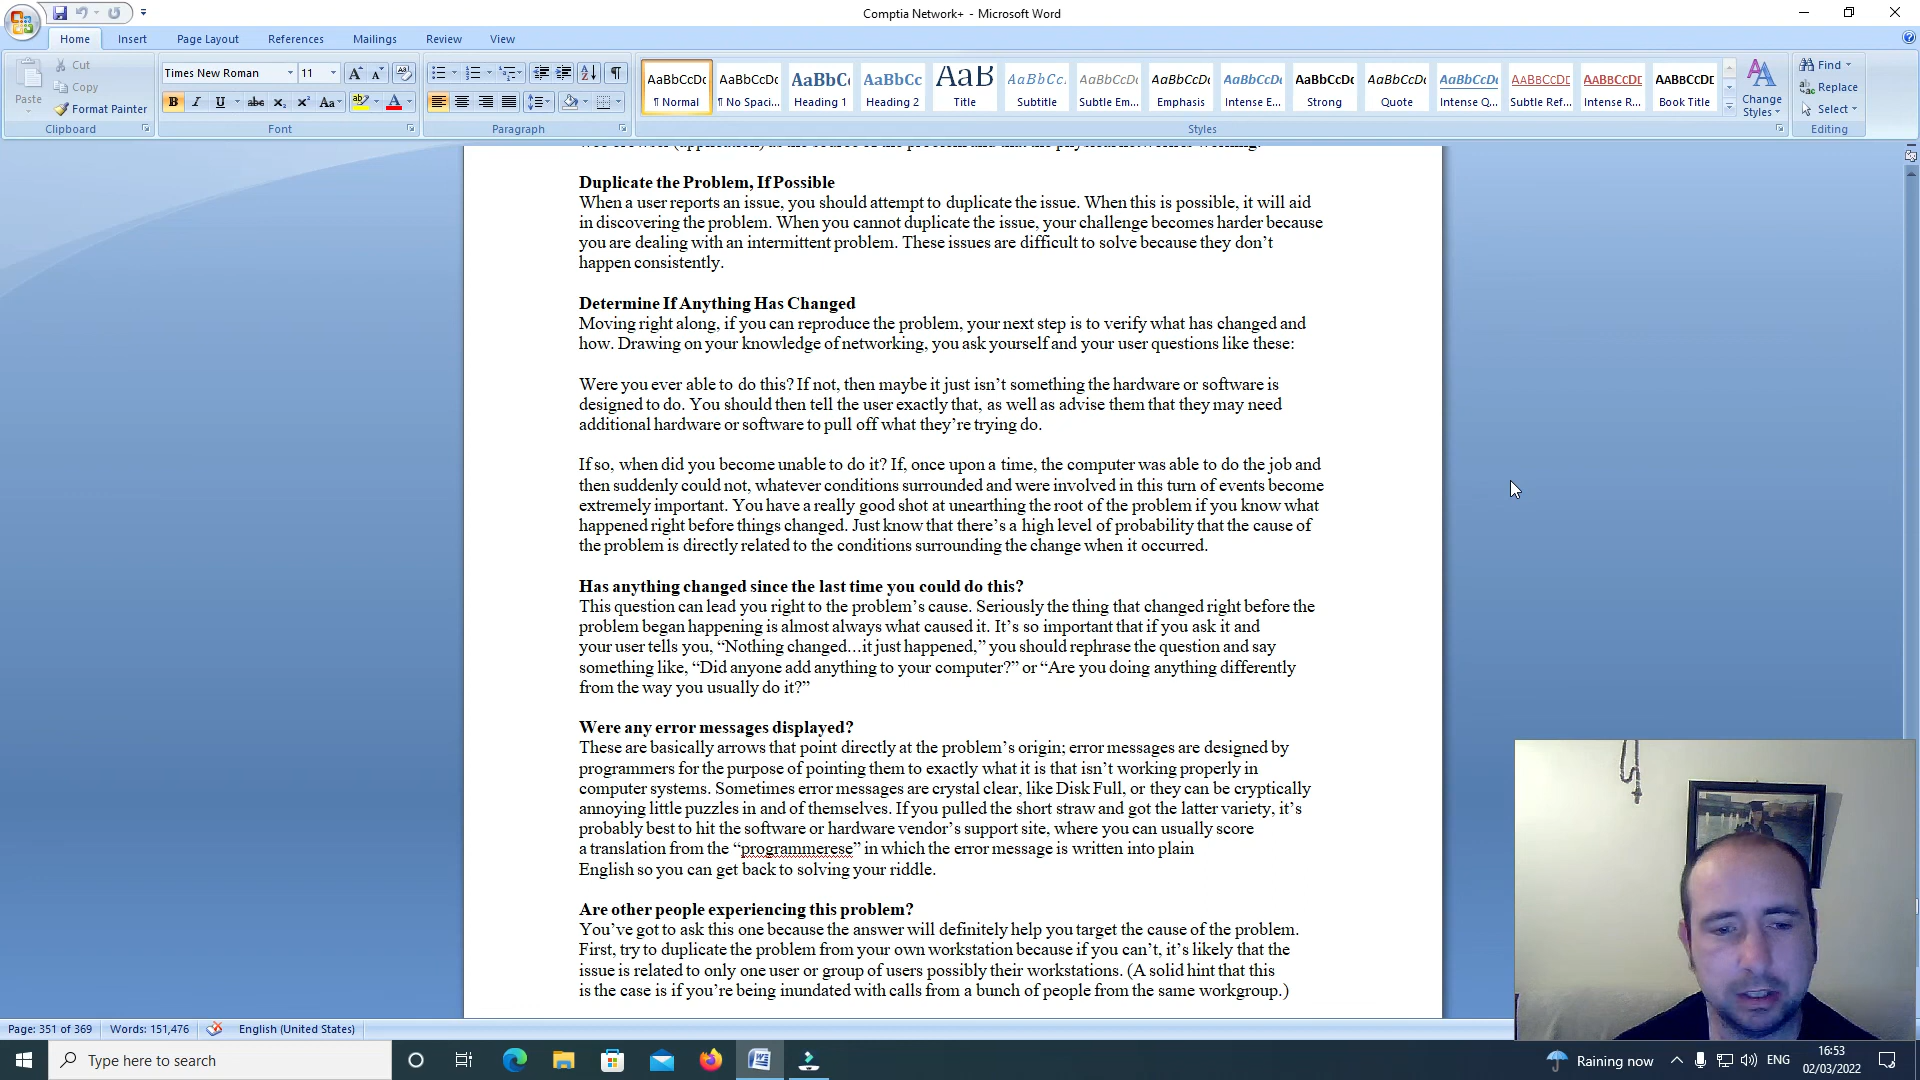 Comptia Network+ - Microsoft Word
Home Insert Page Layout References Mailings Review View
Paste
Cut
Copy
Format Painter
Clipboard
Times New Roman 11
Font
Paragraph
AaBbCcDc AaBbCcDc AaBbC AaBbCc AaB AaBbCc. AaBbCcDc AaBbCcDc AaBbCcDc AaBbCcDc AaBbCcDc AaBbCcDc AABBCCDC AABBCCDC AABBCCDC
¶ Normal ¶ No Spaci... Heading 1 Heading 2 Title Subtitle Subtle Em... Emphasis Intense E... Strong Quote Intense Q... Subtle Ref... Intense R... Book Title
Change Styles
Styles
Find
Replace
Select
Editing
Duplicate the Problem, If Possible
When a user reports an issue, you should attempt to duplicate the issue. When this is possible, it will aid
in discovering the problem. When you cannot duplicate the issue, your challenge becomes harder because
you are dealing with an intermittent problem. These issues are difficult to solve because they don’t
happen consistently.
Determine If Anything Has Changed
Moving right along, if you can reproduce the problem, your next step is to verify what has changed and
how. Drawing on your knowledge of networking, you ask yourself and your user questions like these:
Were you ever able to do this? If not, then maybe it just isn’t something the hardware or software is
designed to do. You should then tell the user exactly that, as well as advise them that they may need
additional hardware or software to pull off what they’re trying do.
If so, when did you become unable to do it? If, once upon a time, the computer was able to do the job and
then suddenly could not, whatever conditions surrounded and were involved in this turn of events become
extremely important. You have a really good shot at unearthing the root of the problem if you know what
happened right before things changed. Just know that there’s a high level of probability that the cause of
the problem is directly related to the conditions surrounding the change when it occurred.
Has anything changed since the last time you could do this?
This question can lead you right to the problem’s cause. Seriously the thing that changed right before the
problem began happening is almost always what caused it. It’s so important that if you ask it and
your user tells you, “Nothing changed…it just happened,” you should rephrase the question and say
something like, “Did anyone add anything to your computer?” or “Are you doing anything differently
from the way you usually do it?”
Were any error messages displayed?
These are basically arrows that point directly at the problem’s origin; error messages are designed by
programmers for the purpose of pointing them to exactly what it is that isn’t working properly in
computer systems. Sometimes error messages are crystal clear, like Disk Full, or they can be cryptically
annoying little puzzles in and of themselves. If you pulled the short straw and got the latter variety, it’s
probably best to hit the software or hardware vendor’s support site, where you can usually score
a translation from the “programmerese” in which the error message is written into plain
English so you can get back to solving your riddle.
Are other people experiencing this problem?
You’ve got to ask this one because the answer will definitely help you target the cause of the problem.
First, try to duplicate the problem from your own workstation because if you can’t, it’s likely that the
issue is related to only one user or group of users possibly their workstations. (A solid hint that this
is the case is if you’re being inundated with calls from a bunch of people from the same workgroup.)
Page: 351 of 369 Words: 151,476 English (United States)
Type here to search
Raining now
ENG
16:53
02/03/2022